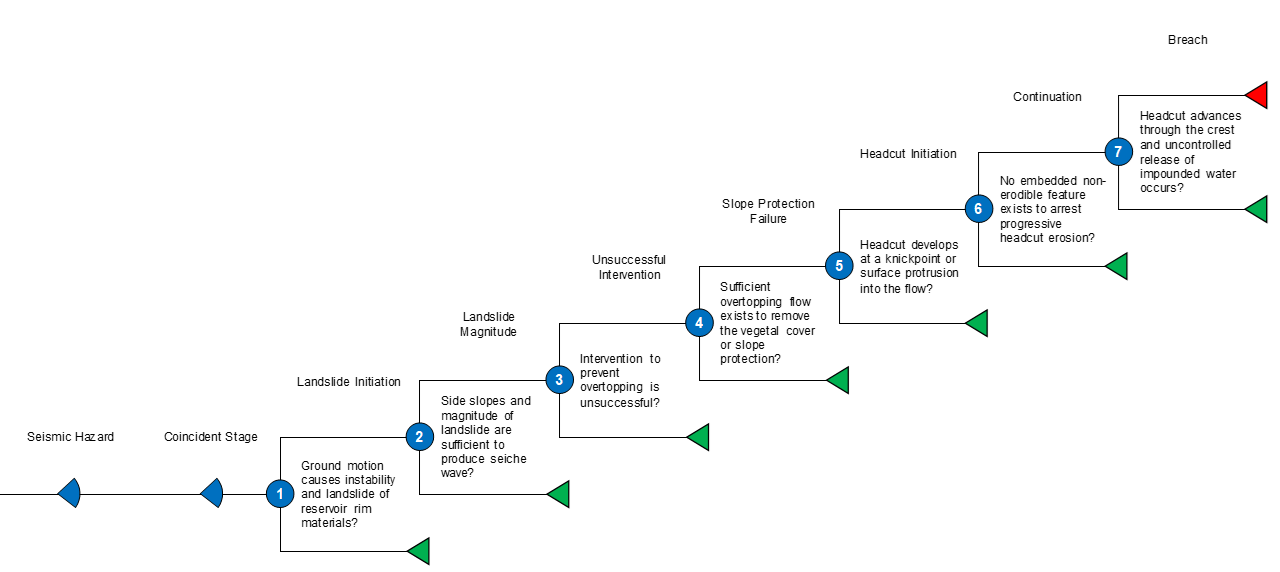 Seismic Hazard
Coincident Stage
1
Ground motion
causes instability
and landslide of
reservoir rim
materials?
Landslide Initiation
2
Side slopes and
magnitude of
landslide are
sufficient to
produce seiche
wave?
Landslide
Magnitude
3
Intervention to
prevent
overtopping is
unsuccessful?
Unsuccessful
Intervention
4
Sufficient
overtopping flow
exists to remove
the vegetal cover
or slope
protection?
Slope Protection
Failure
5
Headcut develops
at a knickpoint or
surface protrusion
into the flow?
Headcut Initiation
6
No embedded non-
erodible feature
exists to arrest
progressive
headcut erosion?
Continuation
7
Headcut advances
through the crest
and uncontrolled
release of
impounded water
occurs?
Breach